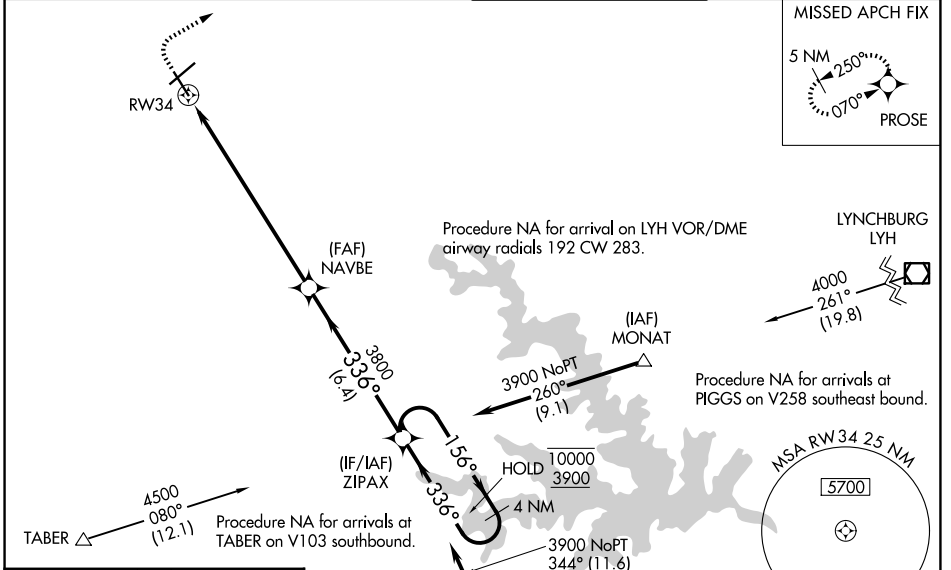 MISSED APCH FIX
5 NM
250°
070°
PROSE
RW34
Procedure NA for arrival on LYH VOR/DME
airway radials 192 CW 283.
LYNCHBURG
LYH
4000
261°
(19.8)
(FAF)
NAVBE
(IAF)
MONAT
3800
336°
(6.4)
3900 NoPT
260°
(9.1)
Procedure NA for arrivals at
PIGGS on V258 southeast bound.
(IF/IAF)
ZIPAX
156°
336°
HOLD
10000
3900
4 NM
MSA RW34 25 NM
5700
4500
080°
(12.1)
TABER
Procedure NA for arrivals at
TABER on V103 southbound.
3900 NoPT
344° (11.6)